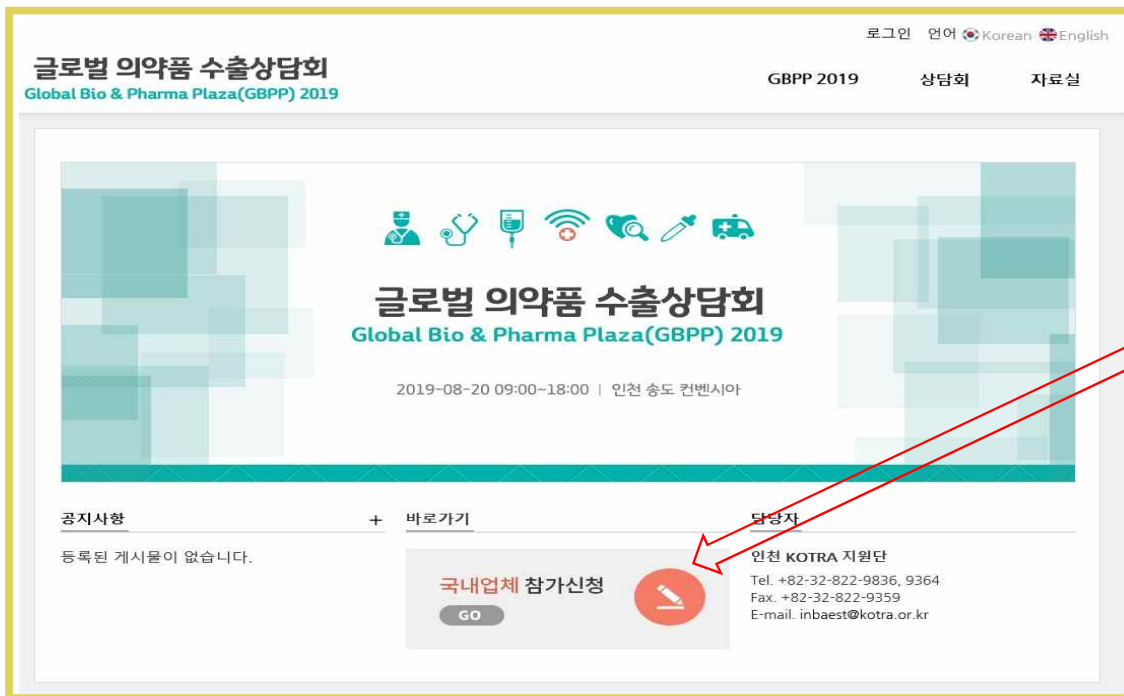 로그인 언어 Korean English
글로벌 의약품 수출상담회
Global Bio & Pharma Plaza(GBPP) 2019
GBPP 2019 상담회 자료실
글로벌 의약품 수출상담회
Global Bio & Pharma Plaza(GBPP) 2019
2019-08-20 09:00~18:00 | 인천 송도 컨벤시아
공지사항 +
등록된 게시물이 없습니다.
바로가기
국내업체 참가신청
GO
담당자
인천 KOTRA 지원단
Tel. +82-32-822-9836, 9364
Fax. +82-32-822-9359
E-mail. inbaest@kotra.or.kr